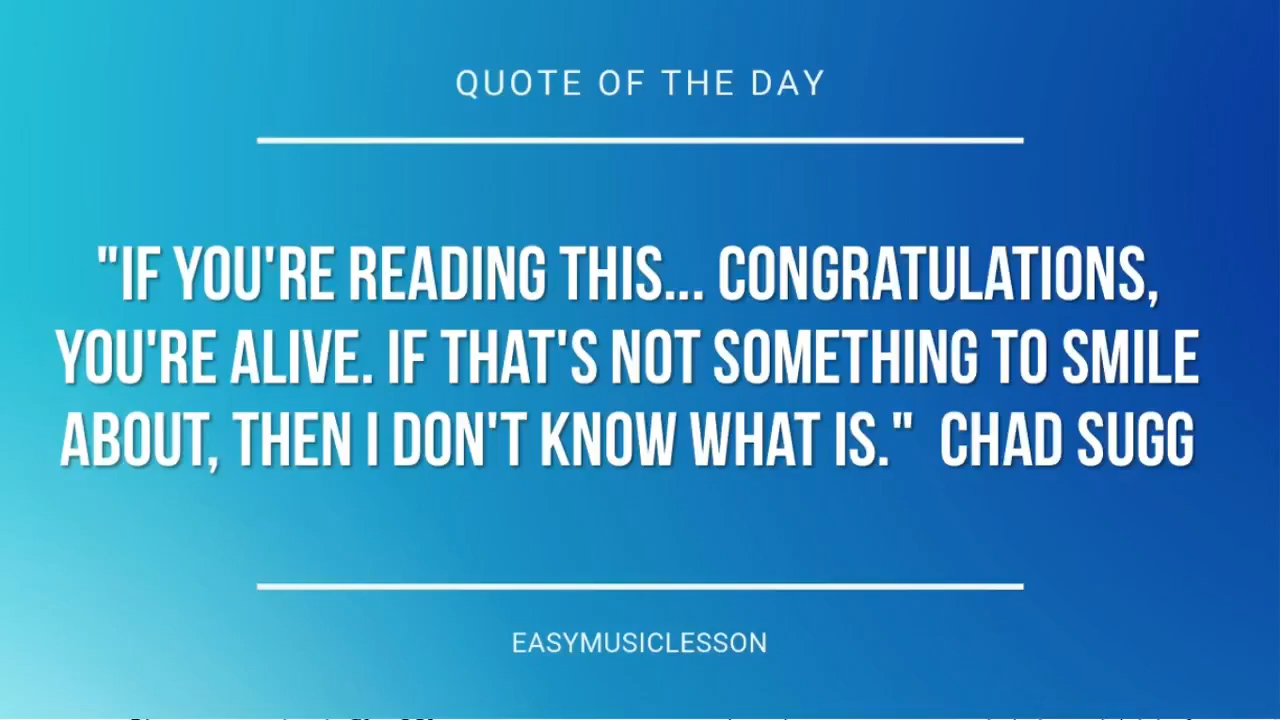 QUOTE OF THE DAY
"IF YOU'RE READING THIS... CONGRATULATIONS,
YOU'RE ALIVE. IF THAT'S NOT SOMETHING TO SMILE
ABOUT, THEN I DON'T KNOW WHAT IS."  CHAD SUGG
EASYMUSICLESSON